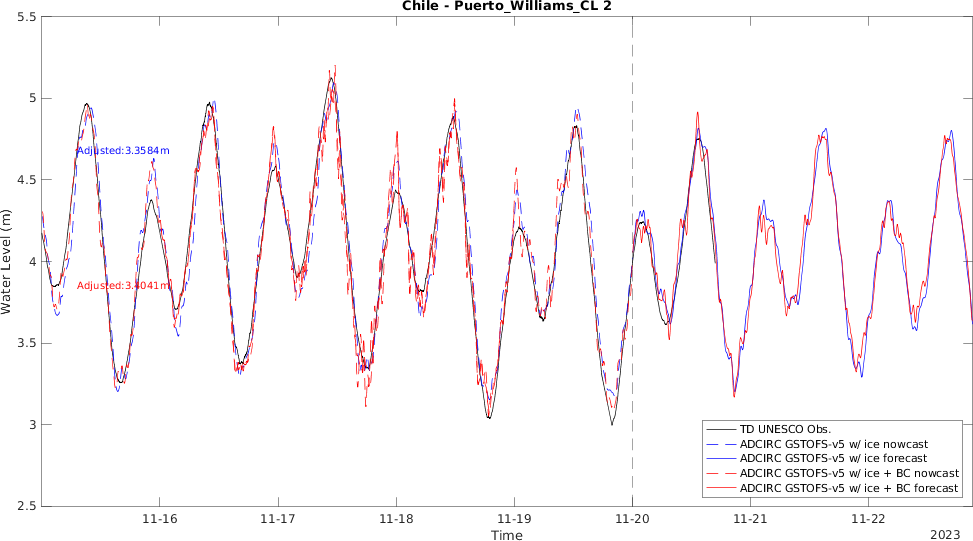 Chile - Puerto_Williams_CL 2
5.5
5
4.5
4
3.5
3
2.5
Water Level (m)
Adjusted:3.3584m
Adjusted:3.4041m
TD UNESCO Obs.
ADCIRC GSTOFS-v5 w/ ice nowcast
ADCIRC GSTOFS-v5 w/ ice forecast
ADCIRC GSTOFS-v5 w/ ice + BC nowcast
ADCIRC GSTOFS-v5 w/ ice + BC forecast
11-16 11-17 11-18 11-19 11-20 11-21 11-22
Time
2023